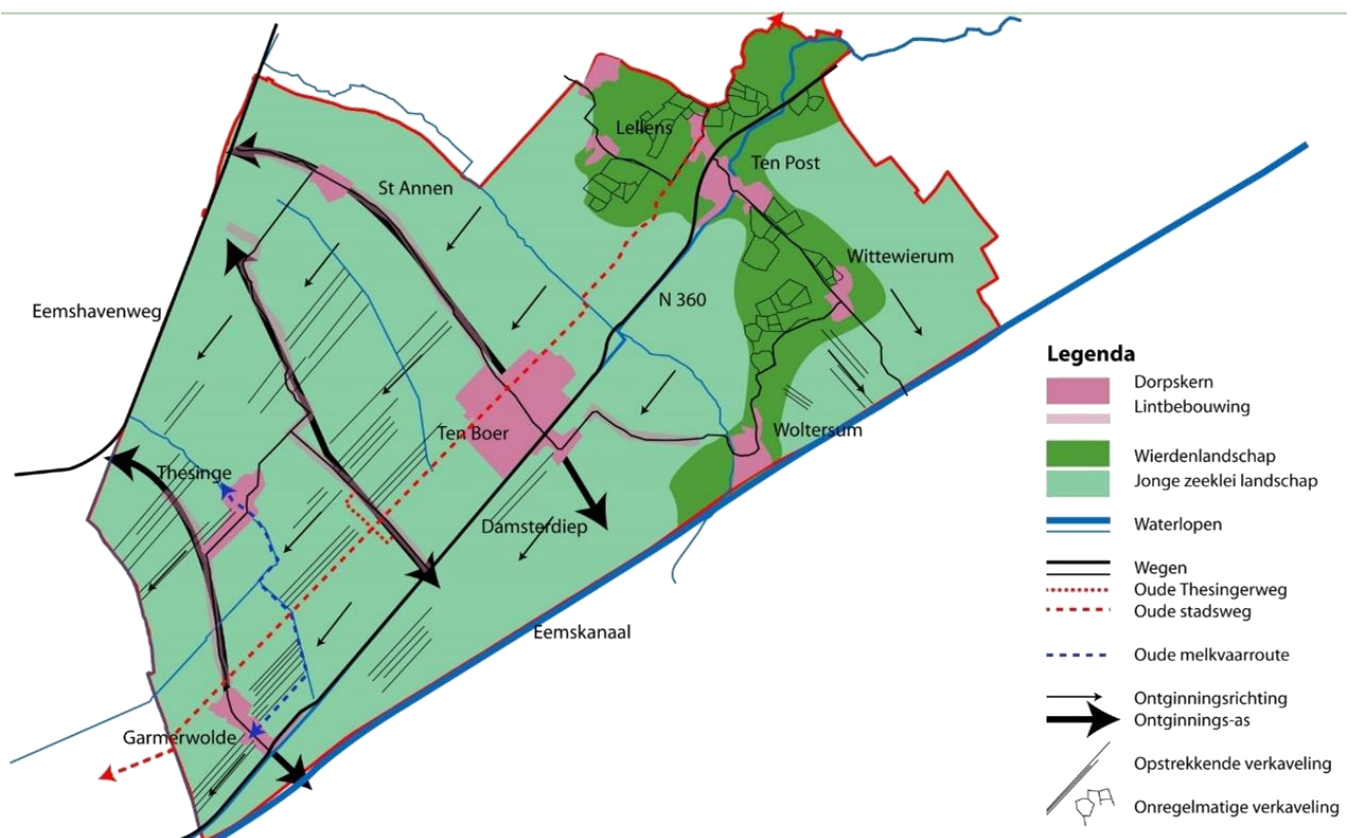 Lellens
Ten Post
St Annen
Wittewierum
N 360
Eemshavenweg
Ten Boer
Woltersum
Thesinge
Damsterdiep
Eemskanaal
Garmerwolde
Legenda
Dorpskern
Lintbebouwing
Wierdenlandschap
Jonge zeeklei landschap
Waterlopen
Wegen
Oude Thesingerweg
Oude stadsweg
Oude melkvaarroute
Ontginningsrichting
Ontginnings-as
Opstrekkende verkaveling
Onregelmatige verkaveling